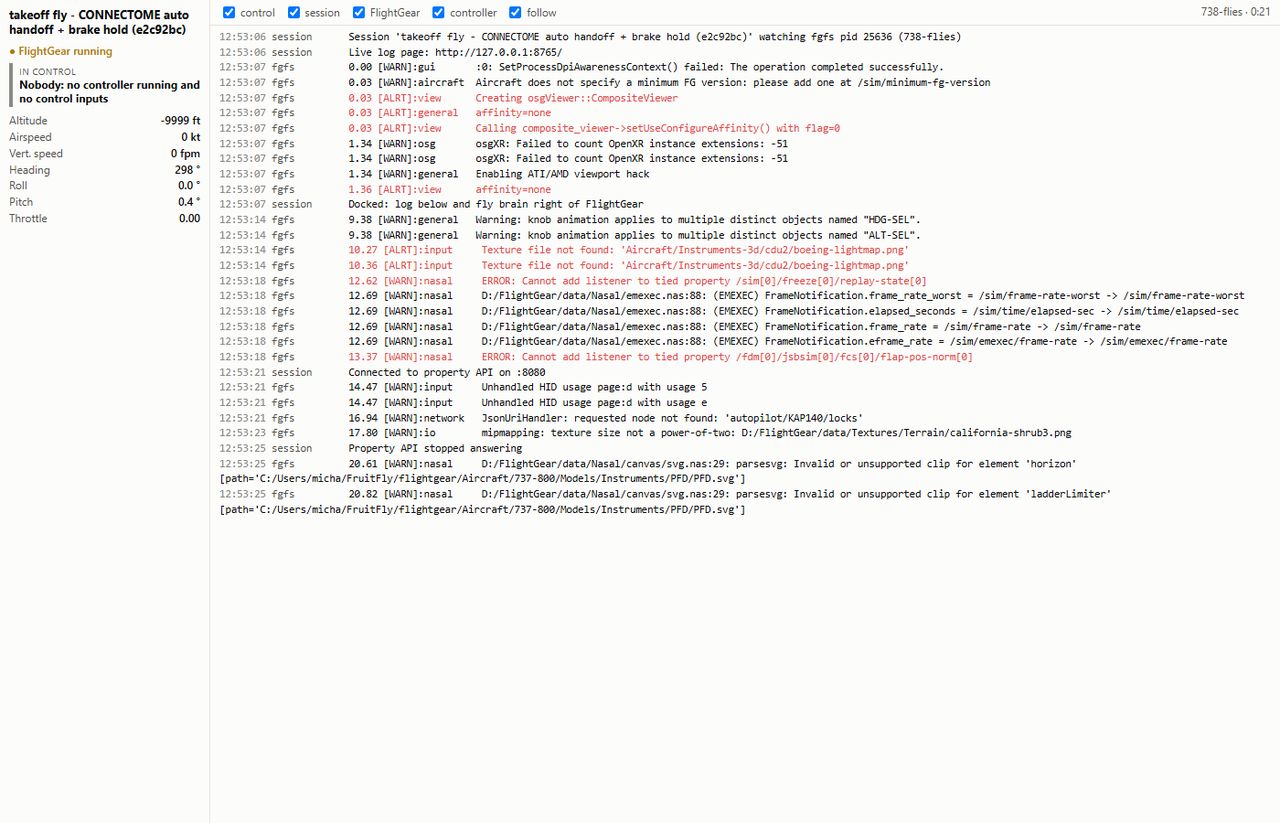 takeoff fly - CONNECTOME auto
handoff + brake hold (e2c92bc)
● FlightGear running
IN CONTROL
Nobody: no controller running and
no control inputs
Altitude -9999 ft
Airspeed 0 kt
Vert. speed 0 fpm
Heading 298 °
Roll 0.0 °
Pitch 0.4 °
Throttle 0.00
control session FlightGear controller follow 738-flies · 0:21
12:53:06 session Session 'takeoff fly - CONNECTOME auto handoff + brake hold (e2c92bc)' watching fgfs pid 25636 (738-flies)
12:53:06 session Live log page: http://127.0.0.1:8765/
12:53:07 fgfs 0.00 [WARN]:gui :0: SetProcessDpiAwarenessContext() failed: The operation completed successfully.
12:53:07 fgfs 0.03 [WARN]:aircraft Aircraft does not specify a minimum FG version: please add one at /sim/minimum-fg-version
12:53:07 fgfs 0.03 [ALRT]:view Creating osgViewer::CompositeViewer
12:53:07 fgfs 0.03 [ALRT]:general affinity=none
12:53:07 fgfs 0.03 [ALRT]:view Calling composite_viewer->setUseConfigureAffinity() with flag=0
12:53:07 fgfs 1.34 [WARN]:osg osgXR: Failed to count OpenXR instance extensions: -51
12:53:07 fgfs 1.34 [WARN]:osg osgXR: Failed to count OpenXR instance extensions: -51
12:53:07 fgfs 1.34 [WARN]:general Enabling ATI/AMD viewport hack
12:53:07 fgfs 1.36 [ALRT]:view affinity=none
12:53:07 session Docked: log below and fly brain right of FlightGear
12:53:14 fgfs 9.38 [WARN]:general Warning: knob animation applies to multiple distinct objects named "HDG-SEL".
12:53:14 fgfs 9.38 [WARN]:general Warning: knob animation applies to multiple distinct objects named "ALT-SEL".
12:53:14 fgfs 10.27 [ALRT]:input Texture file not found: 'Aircraft/Instruments-3d/cdu2/boeing-lightmap.png'
12:53:14 fgfs 10.36 [ALRT]:input Texture file not found: 'Aircraft/Instruments-3d/cdu2/boeing-lightmap.png'
12:53:18 fgfs 12.62 [WARN]:nasal ERROR: Cannot add listener to tied property /sim[0]/freeze[0]/replay-state[0]
12:53:18 fgfs 12.69 [WARN]:nasal D:/FlightGear/data/Nasal/emexec.nas:88: (EMEXEC) FrameNotification.frame_rate_worst = /sim/frame-rate-worst -> /sim/frame-rate-worst
12:53:18 fgfs 12.69 [WARN]:nasal D:/FlightGear/data/Nasal/emexec.nas:88: (EMEXEC) FrameNotification.elapsed_seconds = /sim/time/elapsed-sec -> /sim/time/elapsed-sec
12:53:18 fgfs 12.69 [WARN]:nasal D:/FlightGear/data/Nasal/emexec.nas:88: (EMEXEC) FrameNotification.frame_rate = /sim/frame-rate -> /sim/frame-rate
12:53:18 fgfs 12.69 [WARN]:nasal D:/FlightGear/data/Nasal/emexec.nas:88: (EMEXEC) FrameNotification.eframe_rate = /sim/emexec/frame-rate -> /sim/emexec/frame-rate
12:53:18 fgfs 13.37 [WARN]:nasal ERROR: Cannot add listener to tied property /fdm[0]/jsbsim[0]/fcs[0]/flap-pos-norm[0]
12:53:21 session Connected to property API on :8080
12:53:21 fgfs 14.47 [WARN]:input Unhandled HID usage page:d with usage 5
12:53:21 fgfs 14.47 [WARN]:input Unhandled HID usage page:d with usage e
12:53:21 fgfs 16.94 [WARN]:network JsonUriHandler: requested node not found: 'autopilot/KAP140/locks'
12:53:23 fgfs 17.80 [WARN]:io mipmapping: texture size not a power-of-two: D:/FlightGear/data/Textures/Terrain/california-shrub3.png
12:53:25 session Property API stopped answering
12:53:25 fgfs 20.61 [WARN]:nasal D:/FlightGear/data/Nasal/canvas/svg.nas:29: parsesvg: Invalid or unsupported clip for element 'horizon'
[path='C:/Users/micha/FruitFly/flightgear/Aircraft/737-800/Models/Instruments/PFD/PFD.svg']
12:53:25 fgfs 20.82 [WARN]:nasal D:/FlightGear/data/Nasal/canvas/svg.nas:29: parsesvg: Invalid or unsupported clip for element 'ladderLimiter'
[path='C:/Users/micha/FruitFly/flightgear/Aircraft/737-800/Models/Instruments/PFD/PFD.svg']